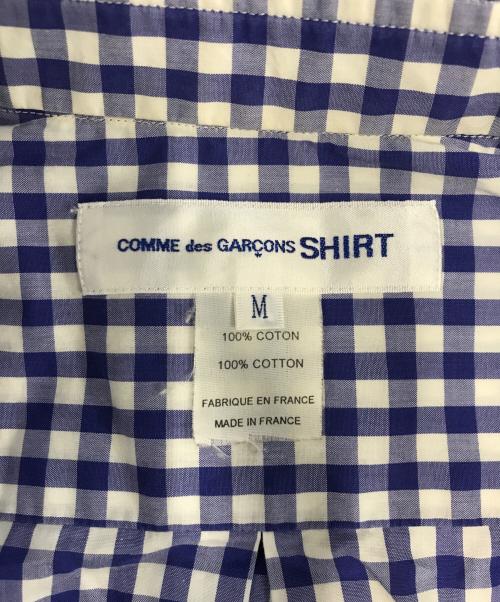 COMME des GARÇONS SHIRT
M
100% COTON
100% COTTON
FABRIQUE EN FRANCE
MADE IN FRANCE